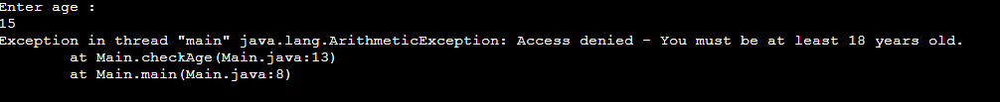 Enter age :
15
Exception in thread "main" java.lang.ArithmeticException: Access denied - You must be at least 18 years old.
        at Main.checkAge(Main.java:13)
        at Main.main(Main.java:8)